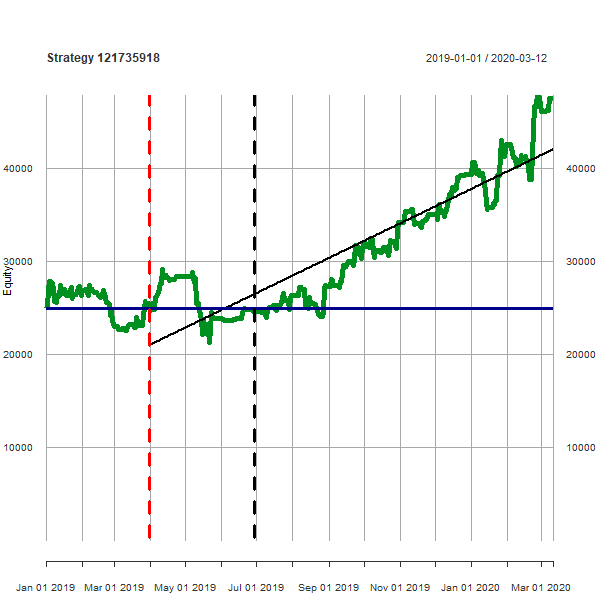 Strategy 121735918
2019-01-01 / 2020-03-12
40000 40000
30000 30000
Equity
20000 20000
10000 10000
Jan 01 2019 Mar 01 2019 May 01 2019 Jul 01 2019 Sep 01 2019 Nov 01 2019 Jan 01 2020 Mar 01 2020